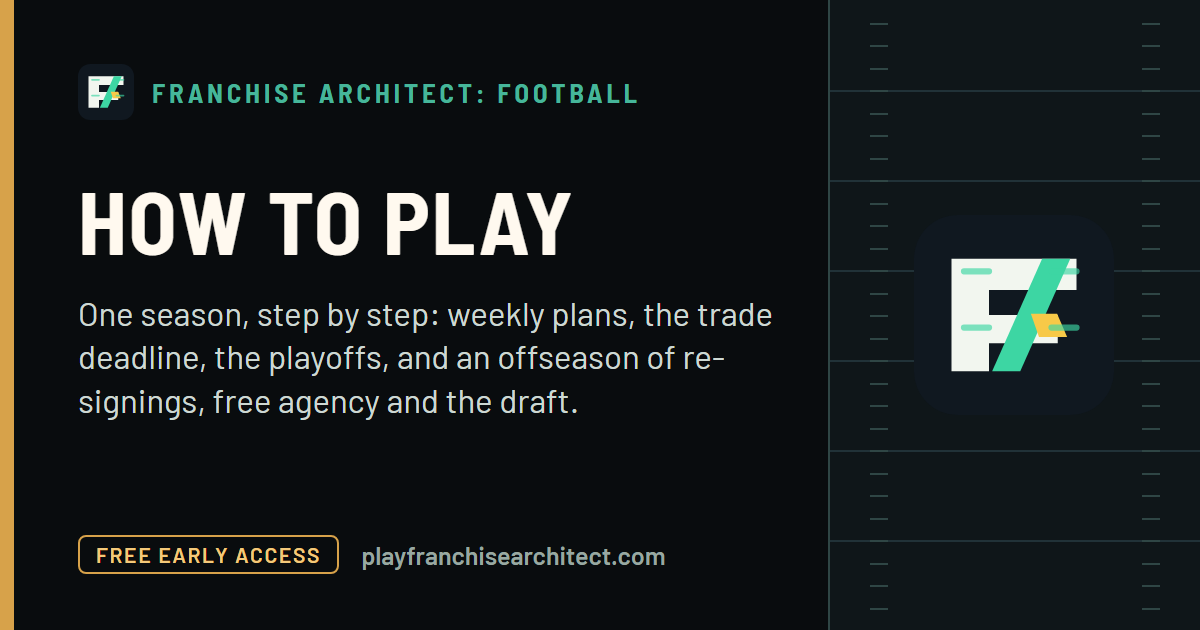 FRANCHISE ARCHITECT: FOOTBALL
HOW TO PLAY
One season, step by step: weekly plans, the trade
deadline, the playoffs, and an offseason of re-
signings, free agency and the draft.
FREE EARLY ACCESS
playfranchisearchitect.com